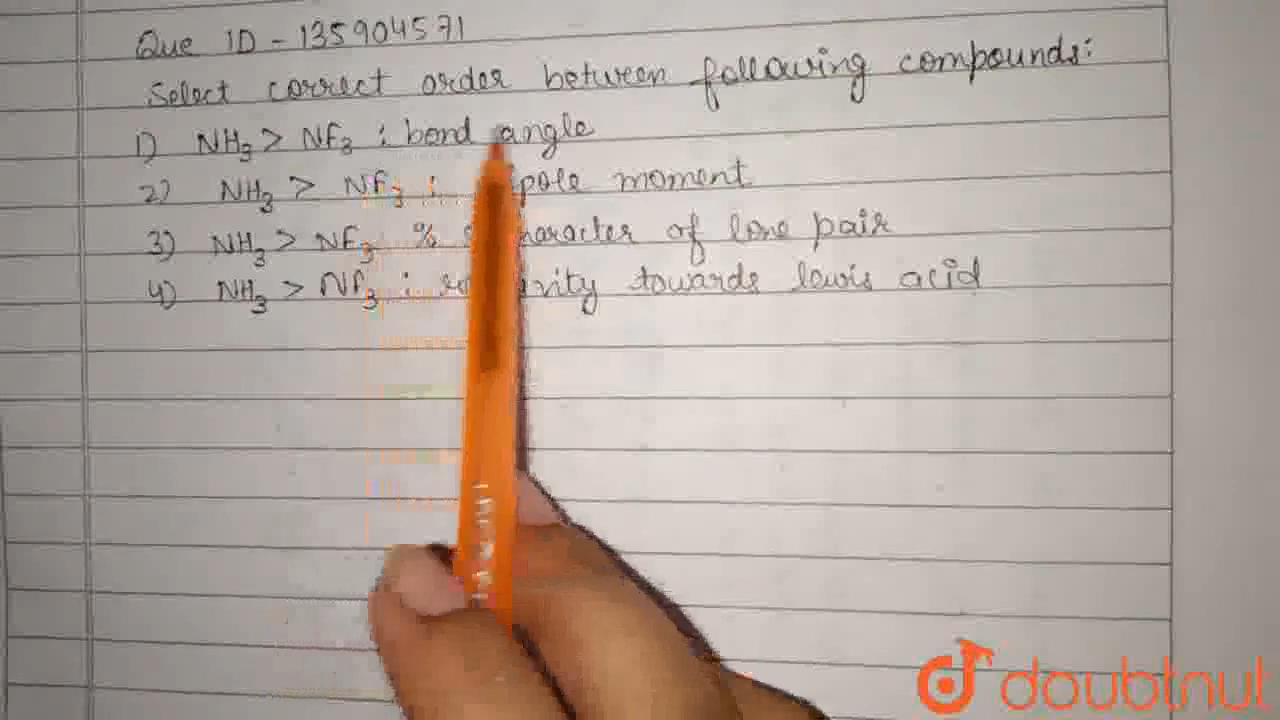 Que ID - 135904571
Select correct order between following compounds:
1) NH3 > NF3 : bond angle
2) NH3 > NF3 : pole moment
3) NH3 > NF3 : % character of lone pair
4) NH3 > NF3 : towards lewis acid
doubtnut